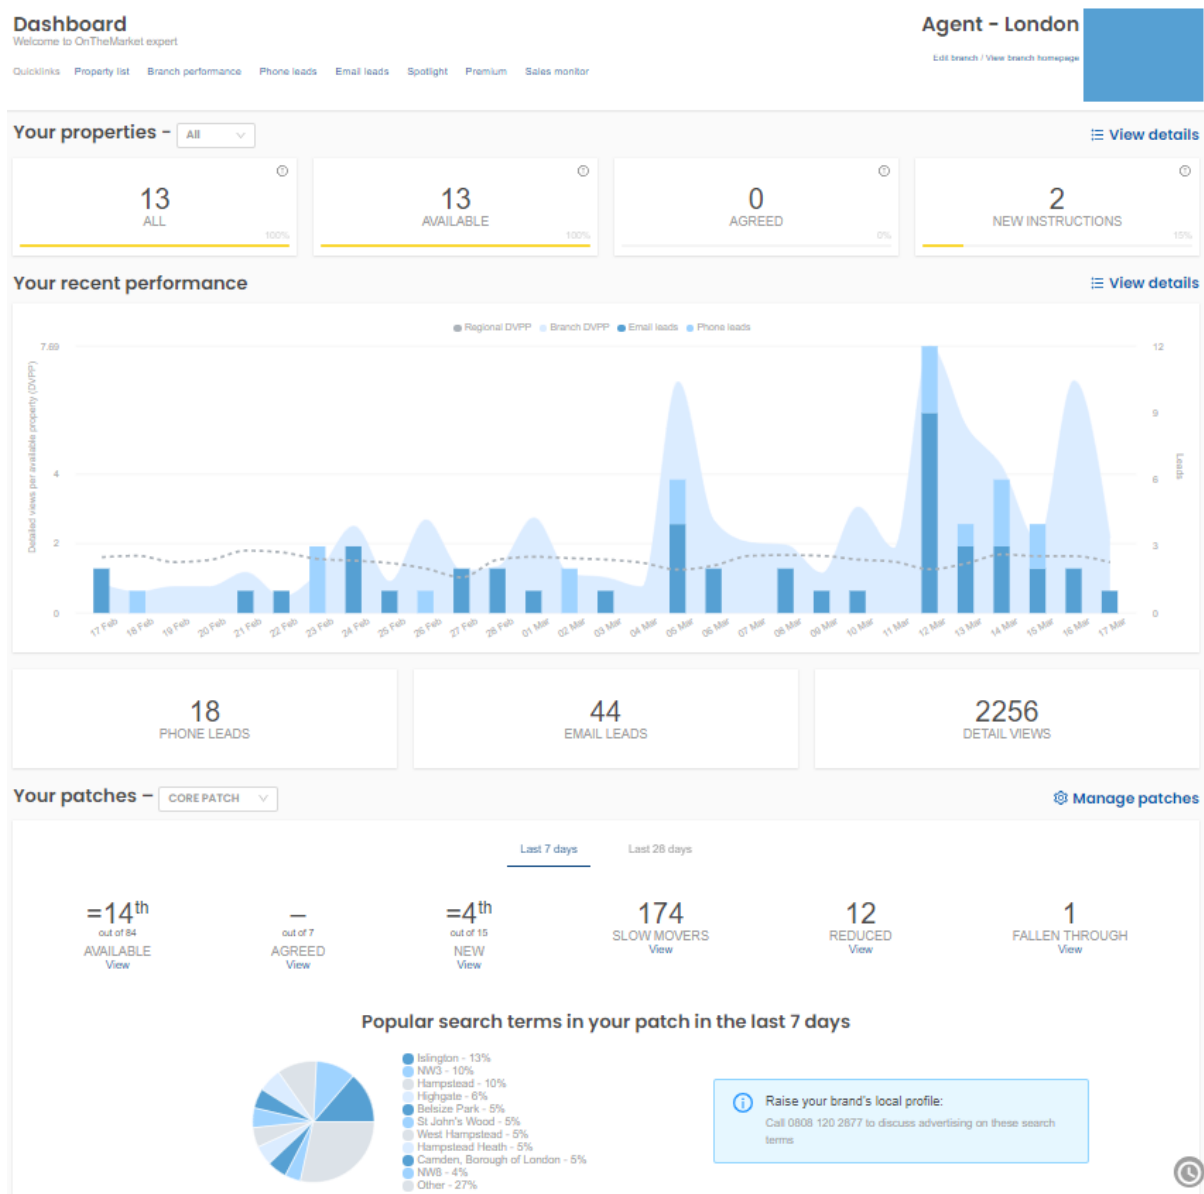 Dashboard
Welcome to OnTheMarket expert
Agent - London
Edit branch / View branch homepage
Quicklinks Property list Branch performance Phone leads Email leads Spotlight Premium Sales monitor
Your properties - All
View details
13
ALL
100%
13
AVAILABLE
100%
0
AGREED
0%
2
NEW INSTRUCTIONS
15%
Your recent performance
View details
Regional DVPP Branch DVPP Email leads Phone leads
Detailed views per available property (DVPP)
7.69
4
2
0
12
9
6
3
0
Leads
17 Feb 18 Feb 19 Feb 20 Feb 21 Feb 22 Feb 23 Feb 24 Feb 25 Feb 26 Feb 27 Feb 28 Feb 01 Mar 02 Mar 03 Mar 04 Mar 05 Mar 06 Mar 07 Mar 08 Mar 09 Mar 10 Mar 11 Mar 12 Mar 13 Mar 14 Mar 15 Mar 16 Mar 17 Mar
18
PHONE LEADS
44
EMAIL LEADS
2256
DETAIL VIEWS
Your patches – CORE PATCH
Manage patches
Last 7 days Last 28 days
=14th
out of 84
AVAILABLE
View
–
out of 7
AGREED
View
=4th
out of 15
NEW
View
174
SLOW MOVERS
View
12
REDUCED
View
1
FALLEN THROUGH
View
Popular search terms in your patch in the last 7 days
Islington - 13%
NW3 - 10%
Hampstead - 10%
Highgate - 6%
Belsize Park - 5%
St John's Wood - 5%
West Hampstead - 5%
Hampstead Heath - 5%
Camden, Borough of London - 5%
NW8 - 4%
Other - 27%
Raise your brand's local profile:
Call 0808 120 2877 to discuss advertising on these search
terms